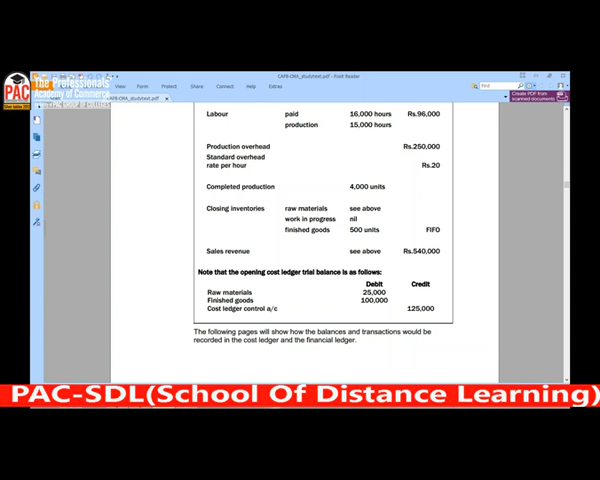 The Professionals'
Academy of Commerce
PAC
CAF8-CMA_studytext.pdf - Foxit Reader
View Form Protect Share Connect Help Extras
Find
CAF8-CMA_studytext.pdf
Create PDF from
scanned documents
Labour paid 16,000 hours Rs.96,000
production 15,000 hours
Production overhead Rs.250,000
Standard overhead
rate per hour Rs.20
Completed production 4,000 units
Closing inventories raw materials see above
work in progress nil
finished goods 500 units FIFO
Sales revenue see above Rs.540,000
Note that the opening cost ledger trial balance is as follows:
Debit Credit
Raw materials 25,000
Finished goods 100,000
Cost ledger control a/c 125,000
The following pages will show how the balances and transactions would be
recorded in the cost ledger and the financial ledger.
PAC-SDL(School Of Distance Learning)